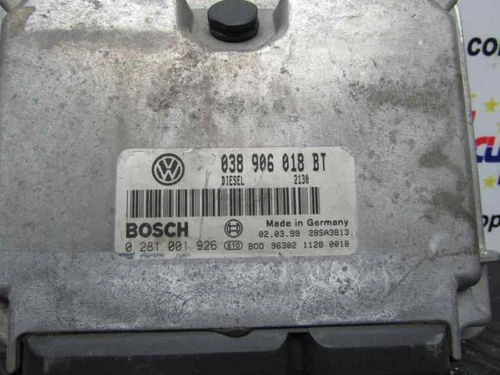 038 906 018 BT
DIESEL 2130
BOSCH
Made in Germany
02.03.99 28SA3813
0 281 001 926 BOO 96302 1128 0018